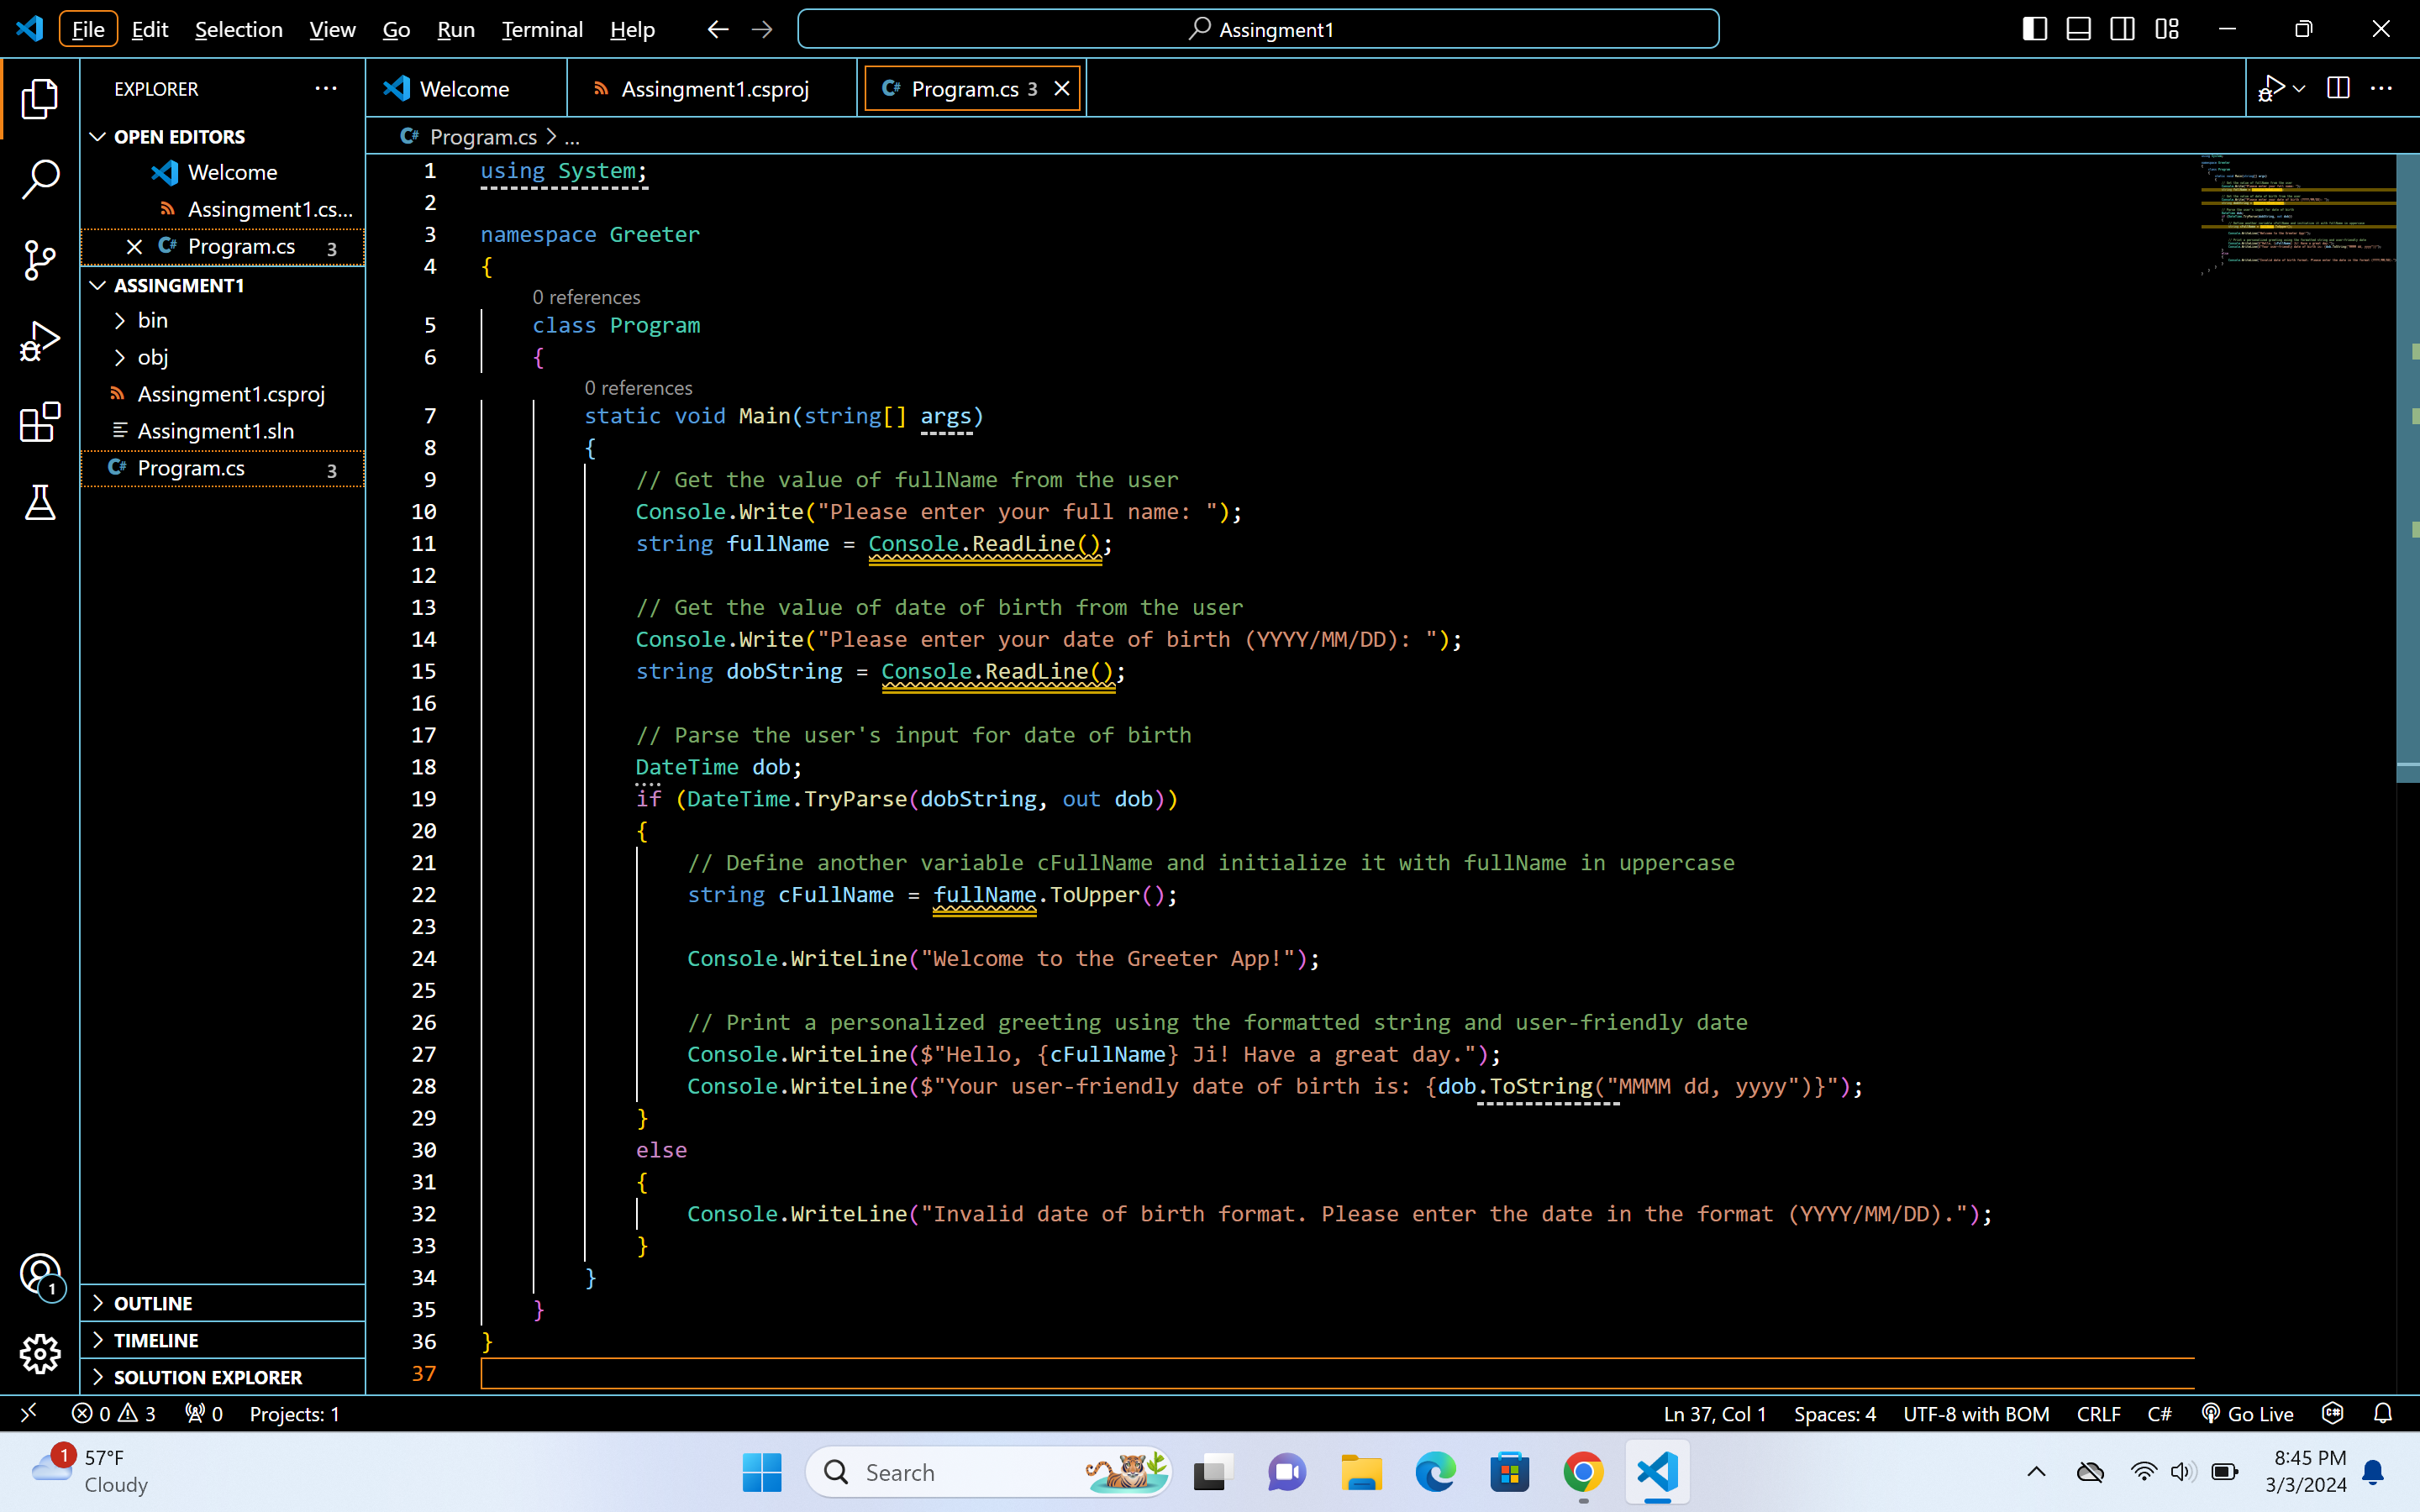 File Edit Selection View Go Run Terminal Help Assingment1
EXPLORER
Welcome Assingment1.csproj Program.cs 3
OPEN EDITORS
Welcome
Assingment1.cs...
Program.cs 3
ASSINGMENT1
bin
obj
Assingment1.csproj
Assingment1.sln
Program.cs 3
OUTLINE
TIMELINE
SOLUTION EXPLORER
Program.cs > ...
1 using System;
2
3 namespace Greeter
4 {
0 references
5 class Program
6 {
0 references
7 static void Main(string[] args)
8 {
9 // Get the value of fullName from the user
10 Console.Write("Please enter your full name: ");
11 string fullName = Console.ReadLine();
12
13 // Get the value of date of birth from the user
14 Console.Write("Please enter your date of birth (YYYY/MM/DD): ");
15 string dobString = Console.ReadLine();
16
17 // Parse the user's input for date of birth
18 DateTime dob;
19 if (DateTime.TryParse(dobString, out dob))
20 {
21 // Define another variable cFullName and initialize it with fullName in uppercase
22 string cFullName = fullName.ToUpper();
23
24 Console.WriteLine("Welcome to the Greeter App!");
25
26 // Print a personalized greeting using the formatted string and user-friendly date
27 Console.WriteLine($"Hello, {cFullName} Ji! Have a great day.");
28 Console.WriteLine($"Your user-friendly date of birth is: {dob.ToString("MMMM dd, yyyy")}");
29 }
30 else
31 {
32 Console.WriteLine("Invalid date of birth format. Please enter the date in the format (YYYY/MM/DD).");
33 }
34 }
35 }
36 }
37
1
0 3 0 Projects: 1 Ln 37, Col 1 Spaces: 4 UTF-8 with BOM CRLF C# Go Live
1 57°F
Cloudy
Search
8:45 PM
3/3/2024